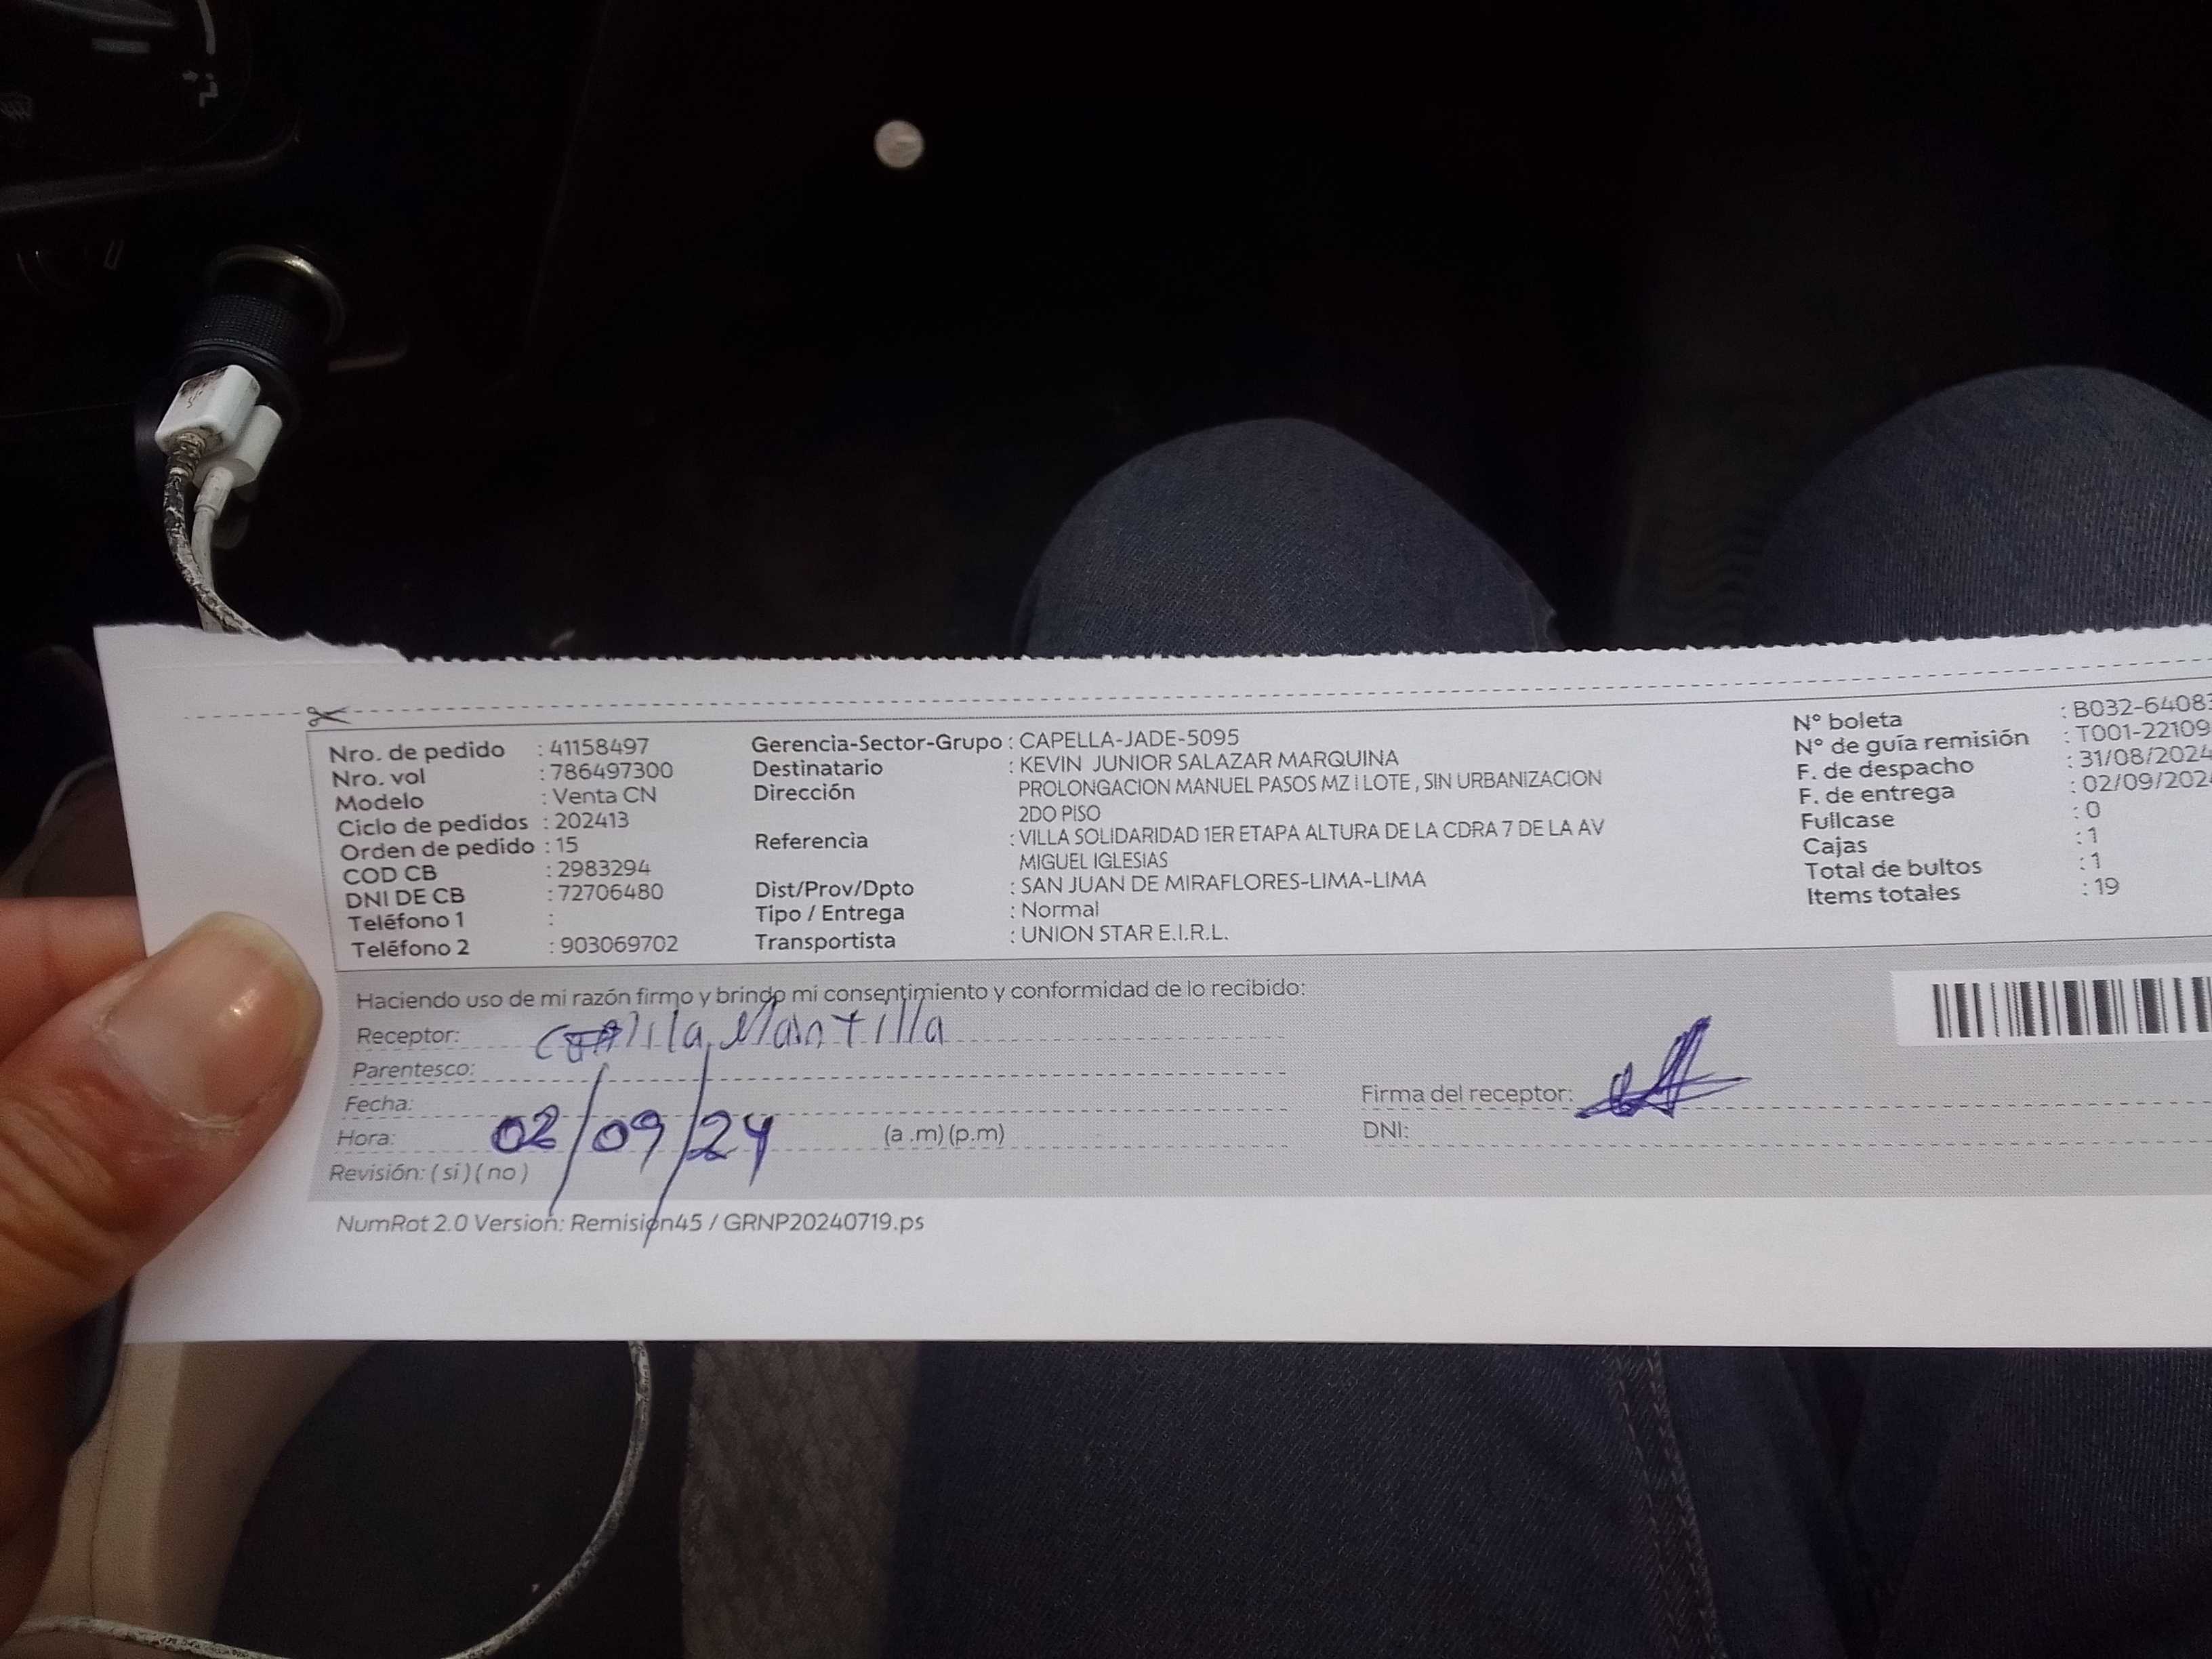 Nro. de pedido : 41158497
Nro. vol : 786497300
Modelo : Venta CN
Ciclo de pedidos : 202413
Orden de pedido : 15
COD CB : 2983294
DNI DE CB : 72706480
Teléfono 1 :
Teléfono 2 : 903069702
Gerencia-Sector-Grupo : CAPELLA-JADE-5095
Destinatario : KEVIN JUNIOR SALAZAR MARQUINA
Dirección PROLONGACION MANUEL PASOS MZ I LOTE , SIN URBANIZACION
2DO PISO
Referencia : VILLA SOLIDARIDAD 1ER ETAPA ALTURA DE LA CDRA 7 DE LA AV
MIGUEL IGLESIAS
Dist/Prov/Dpto : SAN JUAN DE MIRAFLORES-LIMA-LIMA
Tipo / Entrega : Normal
Transportista : UNION STAR E.I.R.L.
N° boleta : B032-6408
N° de guía remisión : T001-22109
F. de despacho : 31/08/2024
F. de entrega : 02/09/202
Fullcase : 0
Cajas : 1
Total de bultos : 1
Items totales : 19
Haciendo uso de mi razón firmo y brindo mi consentimiento y conformidad de lo recibido:
Receptor: Mantilla
Parentesco:
Fecha:
Hora: 02/09/24 (a .m) (p.m)
Revisión: ( si ) ( no )
Firma del receptor:
DNI:
NumRot 2.0 Version: Remision45 / GRNP20240719.ps